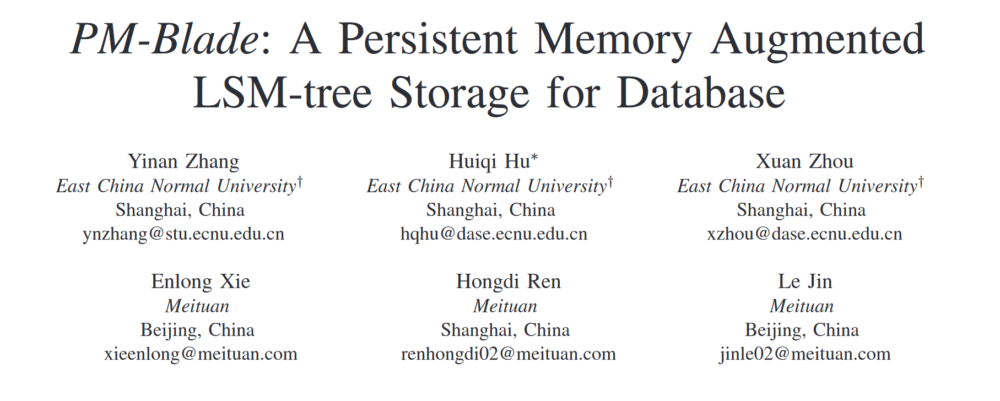 PM-Blade: A Persistent Memory Augmented
LSM-tree Storage for Database
Yinan Zhang
East China Normal University†
Shanghai, China
ynzhang@stu.ecnu.edu.cn
Huiqi Hu*
East China Normal University†
Shanghai, China
hqhu@dase.ecnu.edu.cn
Xuan Zhou
East China Normal University†
Shanghai, China
xzhou@dase.ecnu.edu.cn
Enlong Xie
Meituan
Beijing, China
xieenlong@meituan.com
Hongdi Ren
Meituan
Shanghai, China
renhongdi02@meituan.com
Le Jin
Meituan
Beijing, China
jinle02@meituan.com